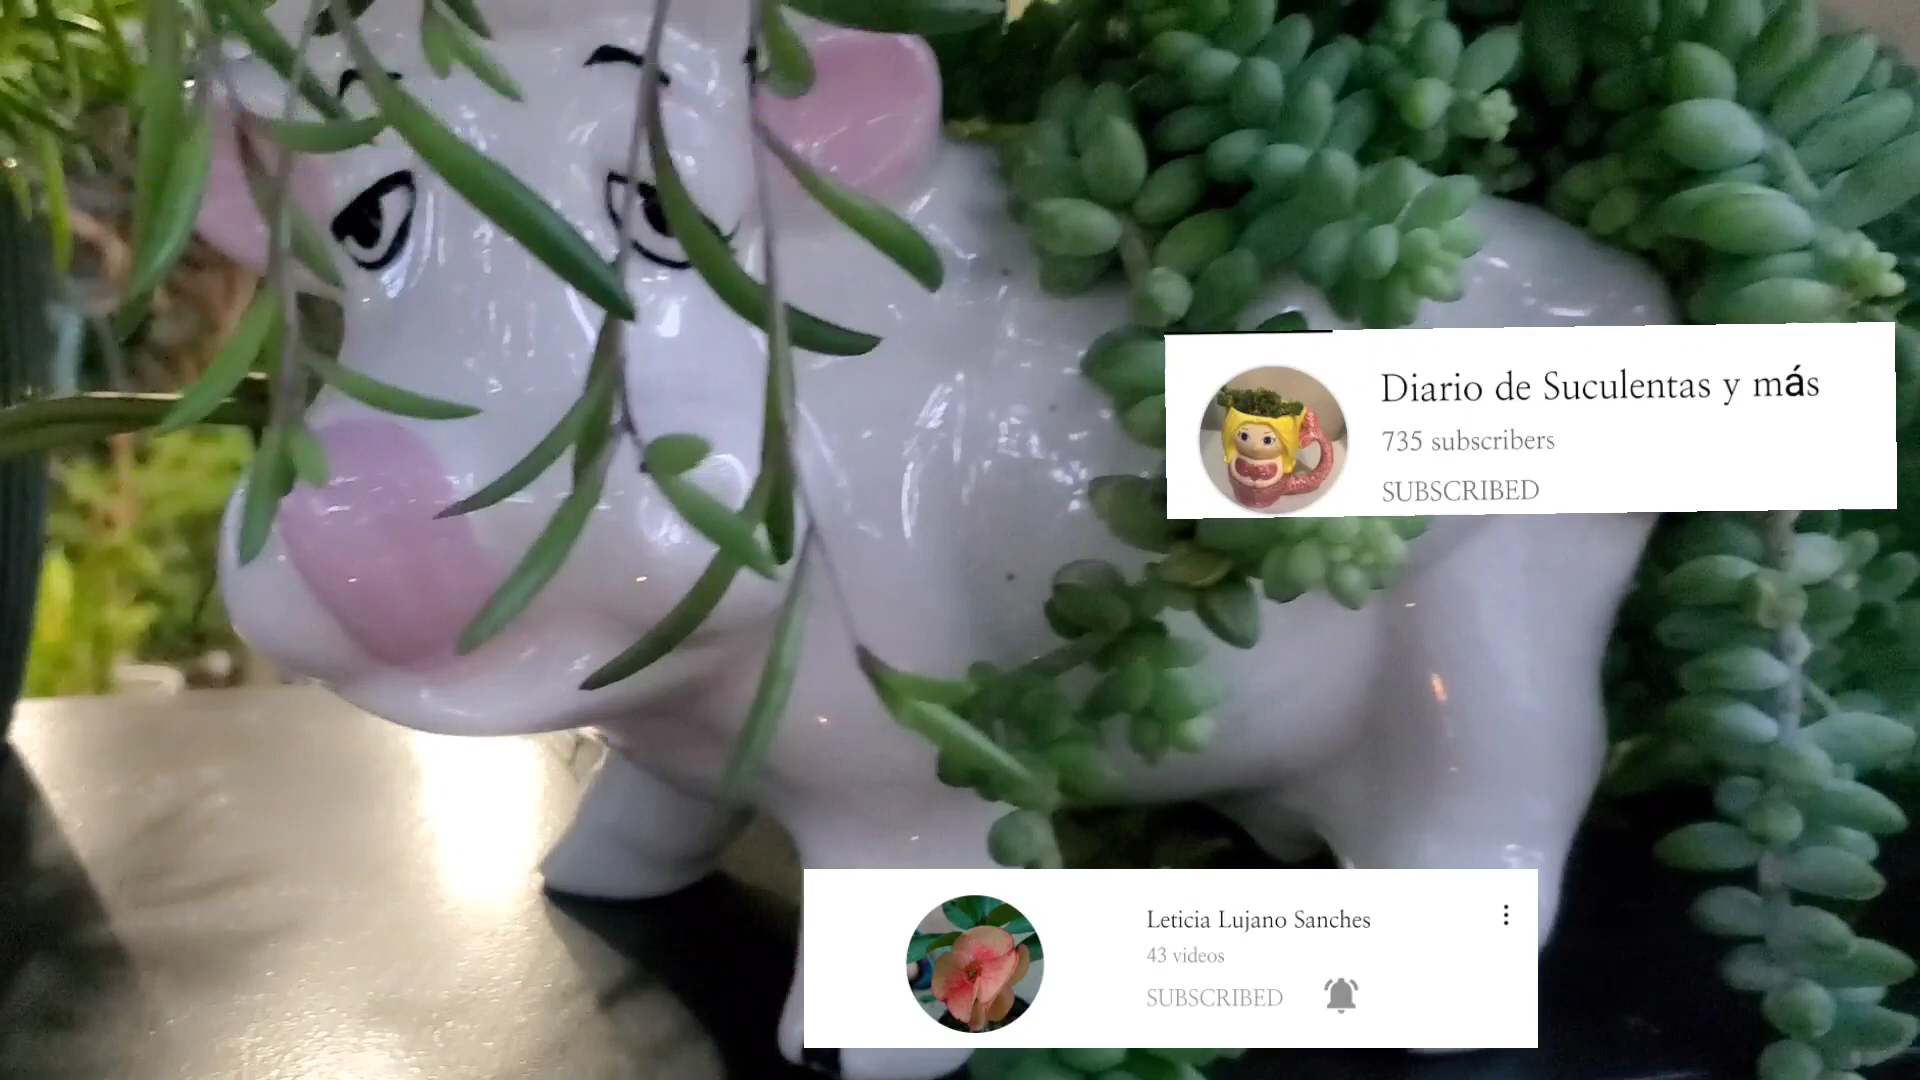 Diario de Suculentas y más
735 subscribers
SUBSCRIBED
Leticia Lujano Sanches
43 videos
SUBSCRIBED